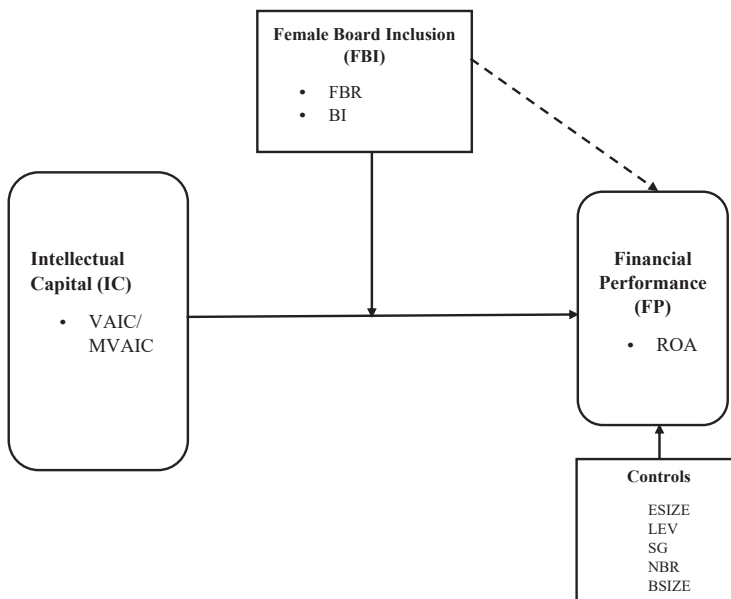 Female Board Inclusion
(FBI)
• FBR
• BI
Intellectual
Capital (IC)
• VAIC/
MVAIC
Financial
Performance
(FP)
• ROA
Controls
ESIZE
LEV
SG
NBR
BSIZE